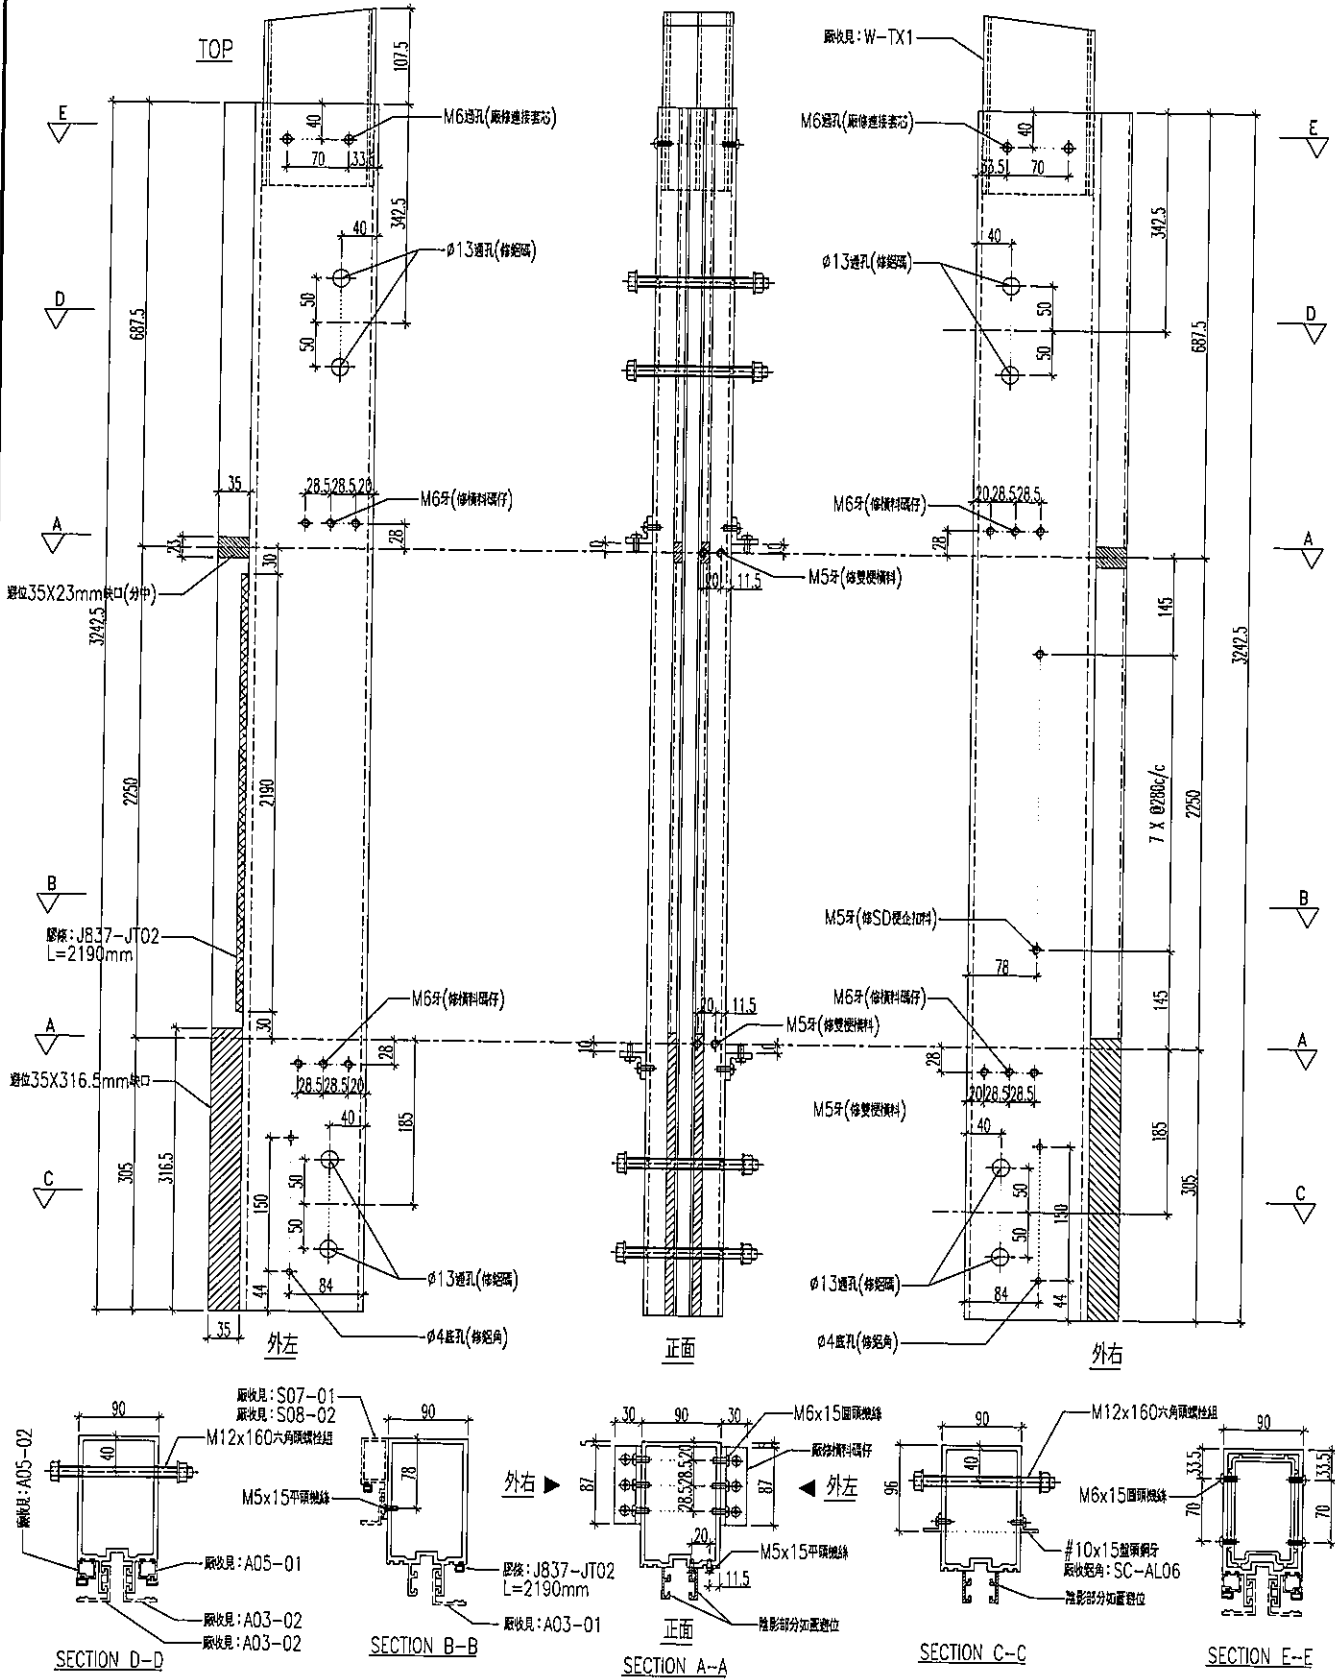 TOP
107.5
廠收見:W-TX1
E
M6通孔(廠修連接套芯)
40
70
33.5
M6通孔(廠修連接套芯)
40
33.5
70
E
342.5
40
Ø13通孔(修鋁碼)
50
50
D
687.5
40
Ø13通孔(修鋁碼)
50
50
342.5
D
687.5
35
28.5
28.5
20
M6牙(修橫料碼仔)
28
A
23
30
10
10
20
11.5
M5牙(修雙梗橫料)
M6牙(修橫料碼仔)
20
28.5
28.5
28
A
避位35X23mm缺口(分中)
3242.5
2250
2190
145
7 X @280c/c
2250
3242.5
B
膠條:J837-JT02
L=2190mm
M5牙(修SD梗企扣料)
78
B
145
A
30
M6牙(修橫料碼仔)
28
28.5
28.5
20
10
20
11.5
10
M5牙(修雙梗橫料)
M6牙(修橫料碼仔)
28
20
28.5
28.5
A
避位35X316.5mm缺口
M5牙(修雙梗橫料)
316.5
305
40
185
50
50
150
44
84
C
Ø13通孔(修鋁碼)
Ø4底孔(修鋁角)
35
40
50
50
150
185
305
84
44
C
Ø13通孔(修鋁碼)
Ø4底孔(修鋁角)
外左
正面
外右
90
40
M12x160六角頭螺栓組
廠收見:A05-02
廠收見:A05-01
廠收見:A03-02
廠收見:A03-02
SECTION D-D
廠收見:S07-01
廠收見:S08-02
90
78
M5x15平頭螺絲
膠條:J837-JT02
L=2190mm
廠收見:A03-01
SECTION B-B
30
90
30
M6x15圓頭螺絲
廠修橫料碼仔
5
87
20
28.5
28.5
87
外右
外左
20
M5x15平頭螺絲
11.5
陰影部分如圖避位
正面
SECTION A-A
90
M12x160六角頭螺栓組
96
40
#10x15盤頭鋼牙
廠收鋁角:SC-AL06
陰影部分如圖避位
SECTION C-C
90
33.5
33.5
M6x15圓頭螺絲
70
70
SECTION E-E